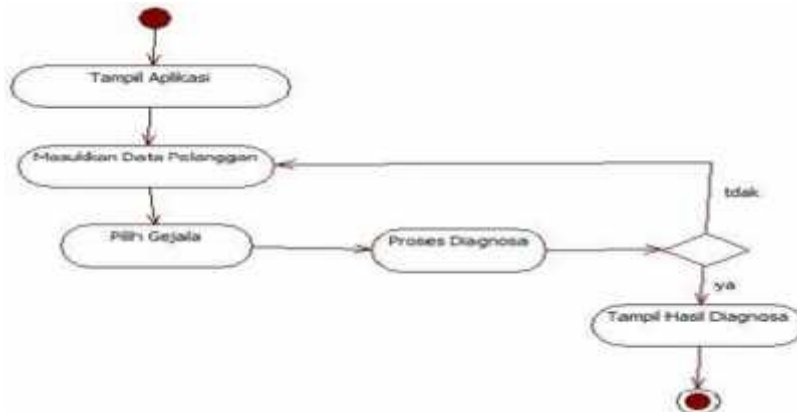 Tampil Aplikasi
Masukkan Data Pelanggan
tdak
Pilih Gejala
Proses Diagnosa
ya
Tampil Hasil Diagnosa